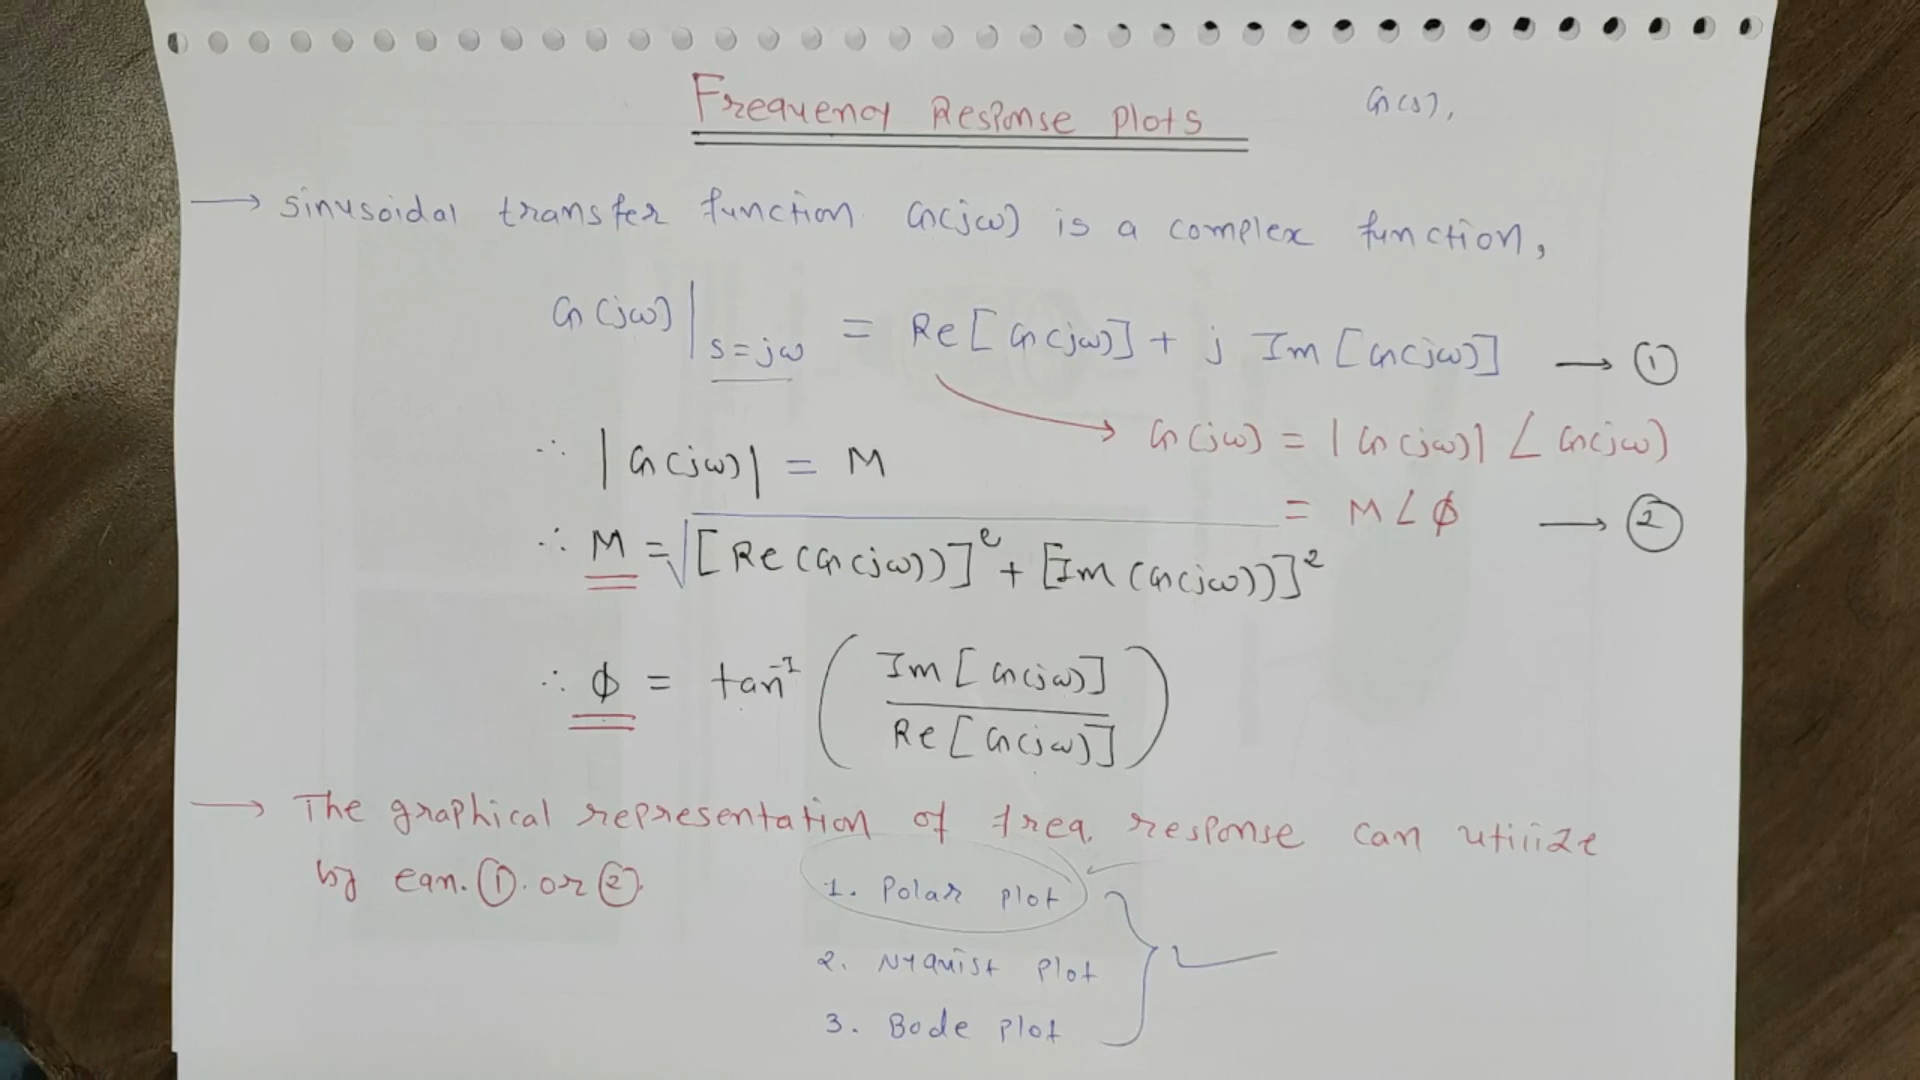 Frequency Response Plots
G(s),
→ sinusoidal transfer function G(jω) is a complex function,
G(jω)|s=jω = Re[G(jω)] + j Im[G(jω)] → ①
∴ |G(jω)| = M
G(jω) = |G(jω)| ∠G(jω)
= M∠ϕ → ②
∴ M = √[Re(G(jω))]² + [Im(G(jω))]²
∴ ϕ = tan⁻¹ (Im[G(jω)] / Re[G(jω)])
→ The graphical representation of freq. response can utilize
by eqn. ① or ②.
1. Polar plot
2. Nyquist Plot
3. Bode Plot